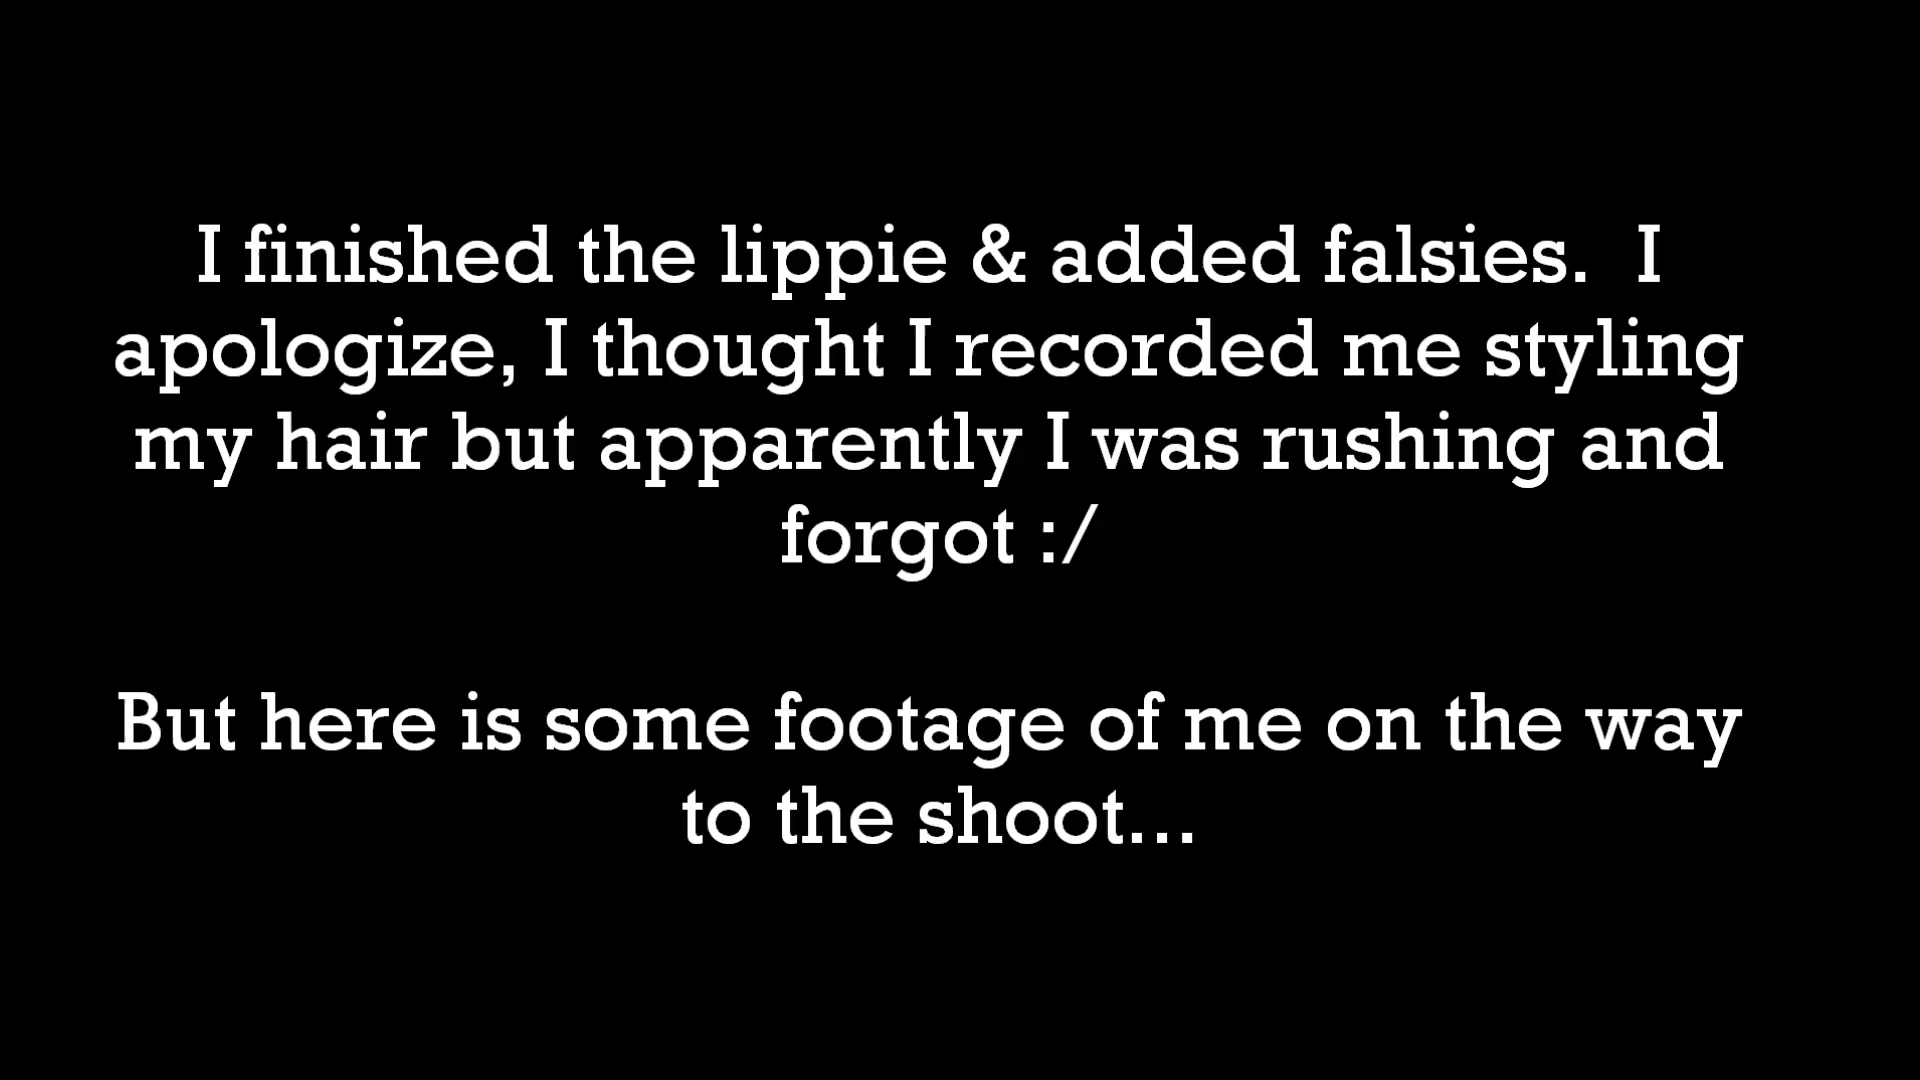 I finished the lippie & added falsies.  I
apologize, I thought I recorded me styling
my hair but apparently I was rushing and
forgot :/
But here is some footage of me on the way
to the shoot...